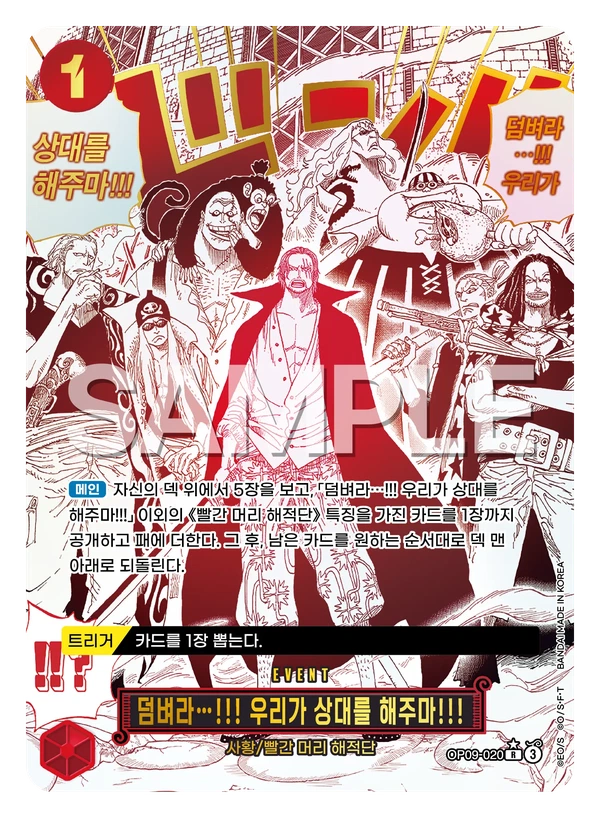 1
ドーン
상대를
해주마!!!
덤벼라
…!!!
우리가
SAMPLE
메인 자신의 덱 위에서 5장을 보고, 「덤벼라…!!! 우리가 상대를
해주마!!!」 이외의 《빨간 머리 해적단》 특징을 가진 카드를 1장까지
공개하고 패에 더한다. 그 후, 남은 카드를 원하는 순서대로 덱 맨
아래로 되돌린다.
트리거 카드를 1장 뽑는다.
!!?
EVENT
덤벼라…!!! 우리가 상대를 해주마!!!
사황/빨간 머리 해적단
OP09-020 R 3
©EO/S ©O/S·F·T BANDAI MADE IN KOREA